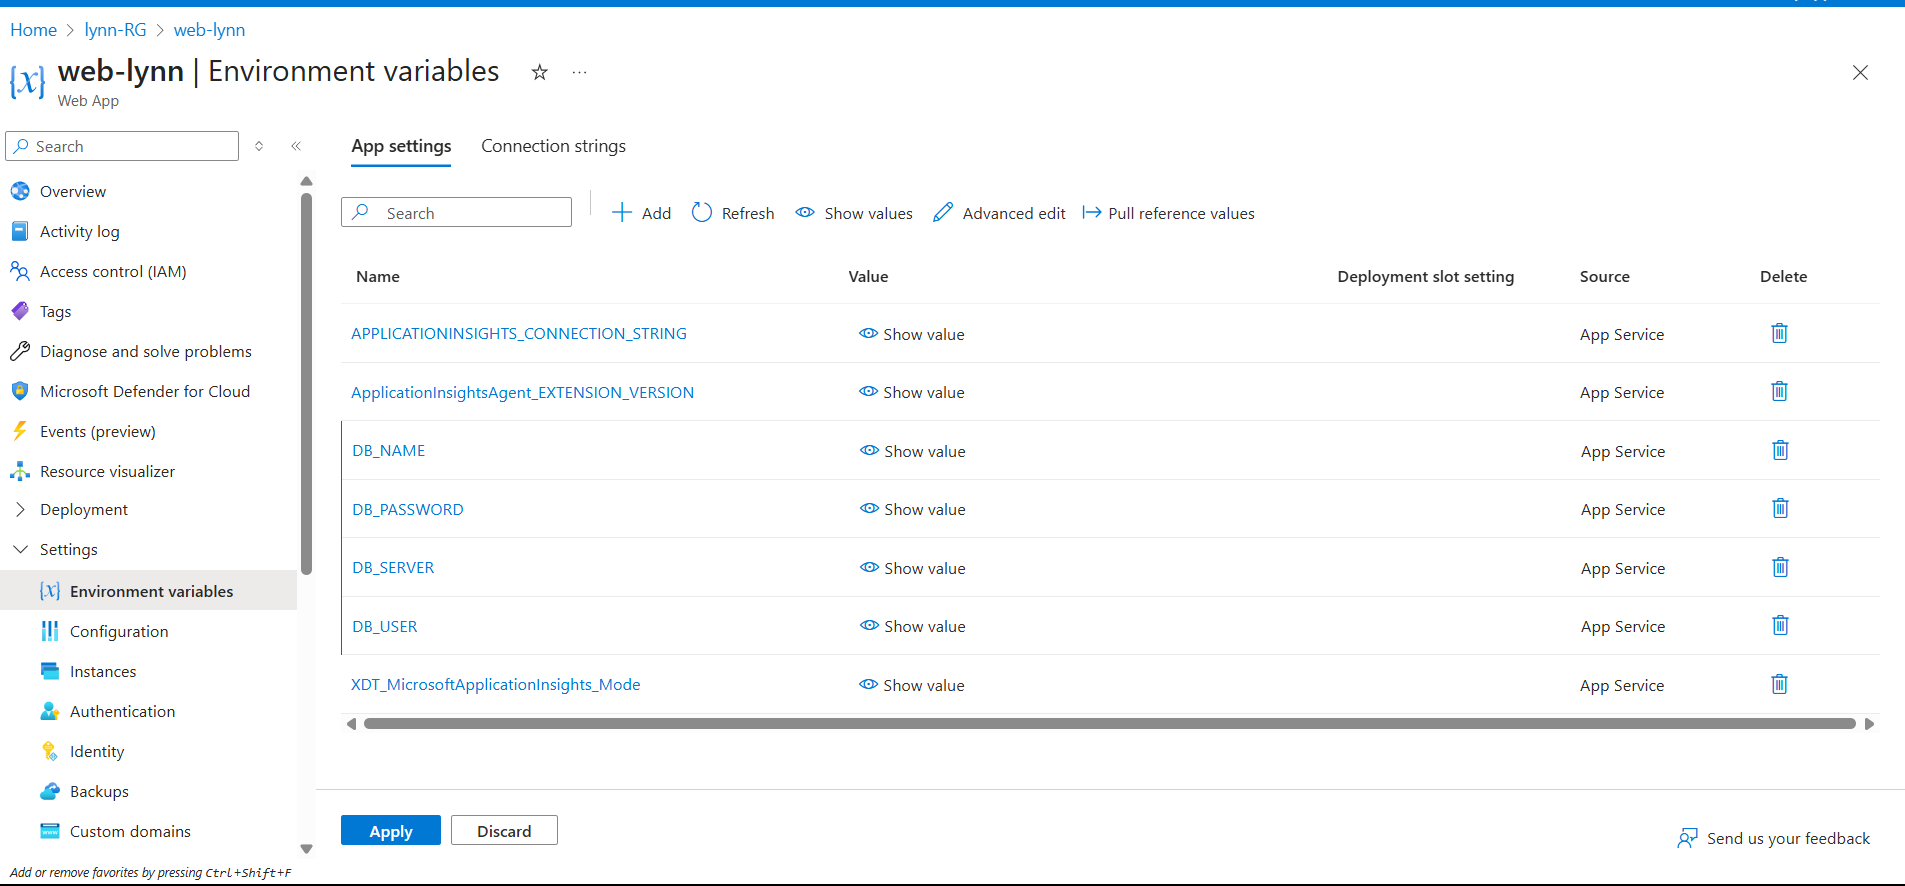 Home > lynn-RG > web-lynn
web-lynn | Environment variables
Web App
Search
Overview
Activity log
Access control (IAM)
Tags
Diagnose and solve problems
Microsoft Defender for Cloud
Events (preview)
Resource visualizer
Deployment
Settings
Environment variables
Configuration
Instances
Authentication
Identity
Backups
Custom domains
Add or remove favorites by pressing Ctrl+Shift+F
App settings Connection strings
Search Add Refresh Show values Advanced edit Pull reference values
Name Value Deployment slot setting Source Delete
APPLICATIONINSIGHTS_CONNECTION_STRING Show value App Service
ApplicationInsightsAgent_EXTENSION_VERSION Show value App Service
DB_NAME Show value App Service
DB_PASSWORD Show value App Service
DB_SERVER Show value App Service
DB_USER Show value App Service
XDT_MicrosoftApplicationInsights_Mode Show value App Service
Apply Discard
Send us your feedback